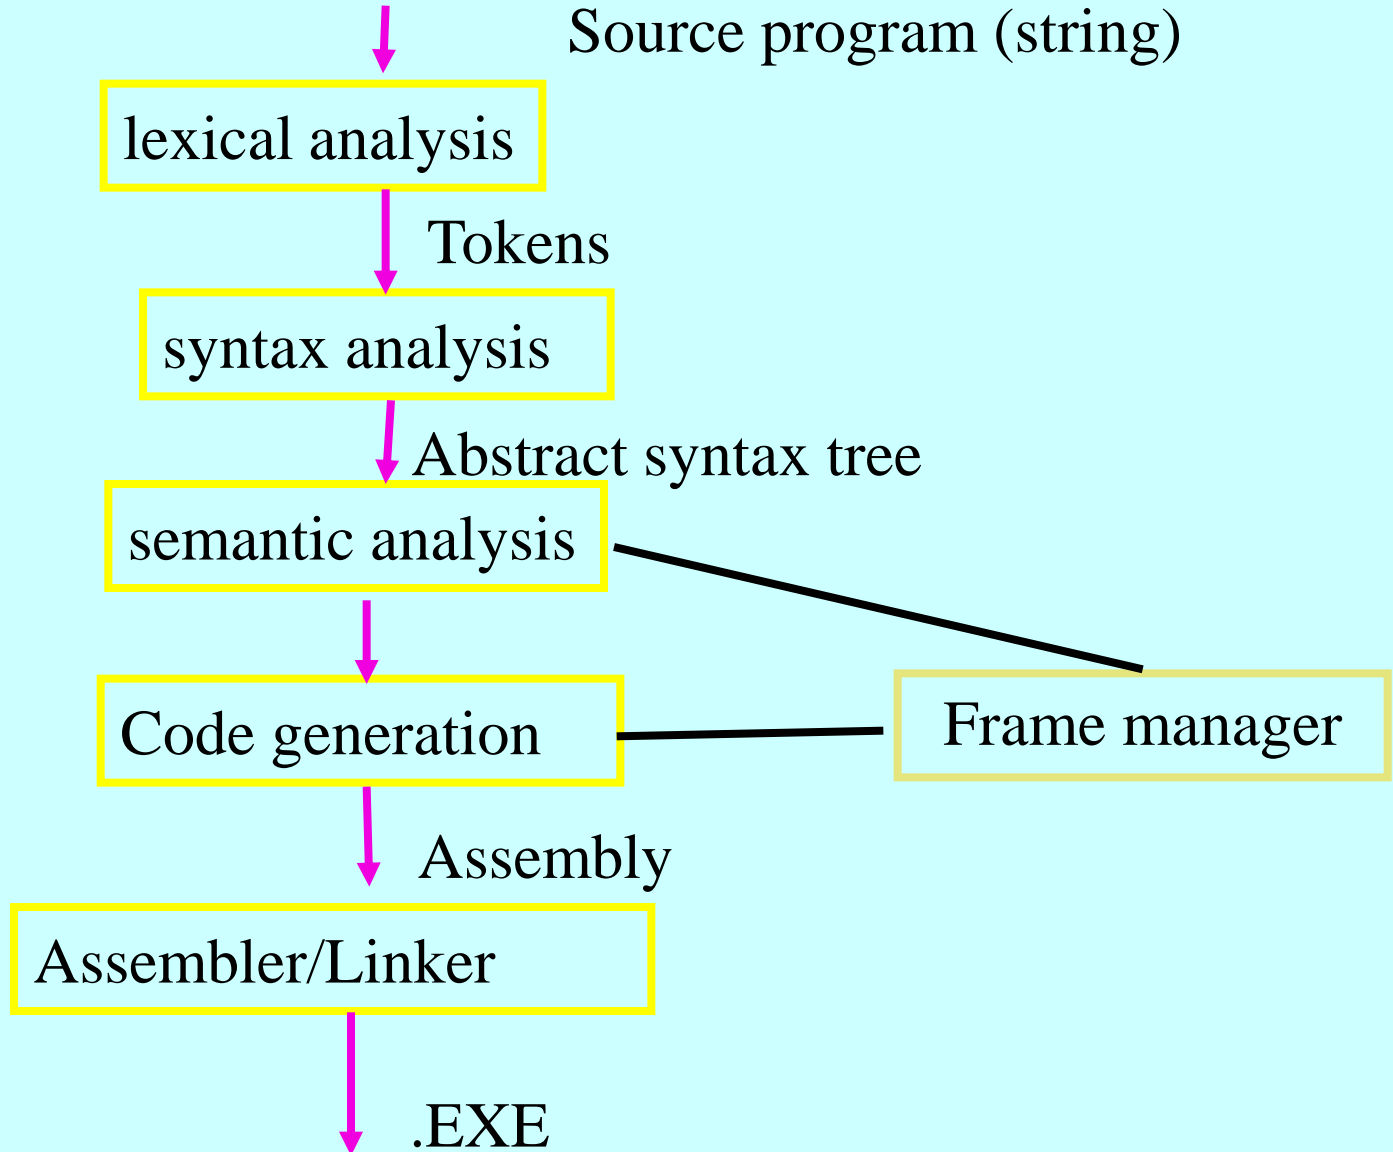 Source program (string)
lexical analysis
Tokens
syntax analysis
Abstract syntax tree
semantic analysis
Code generation
Frame manager
Assembly
Assembler/Linker
.EXE